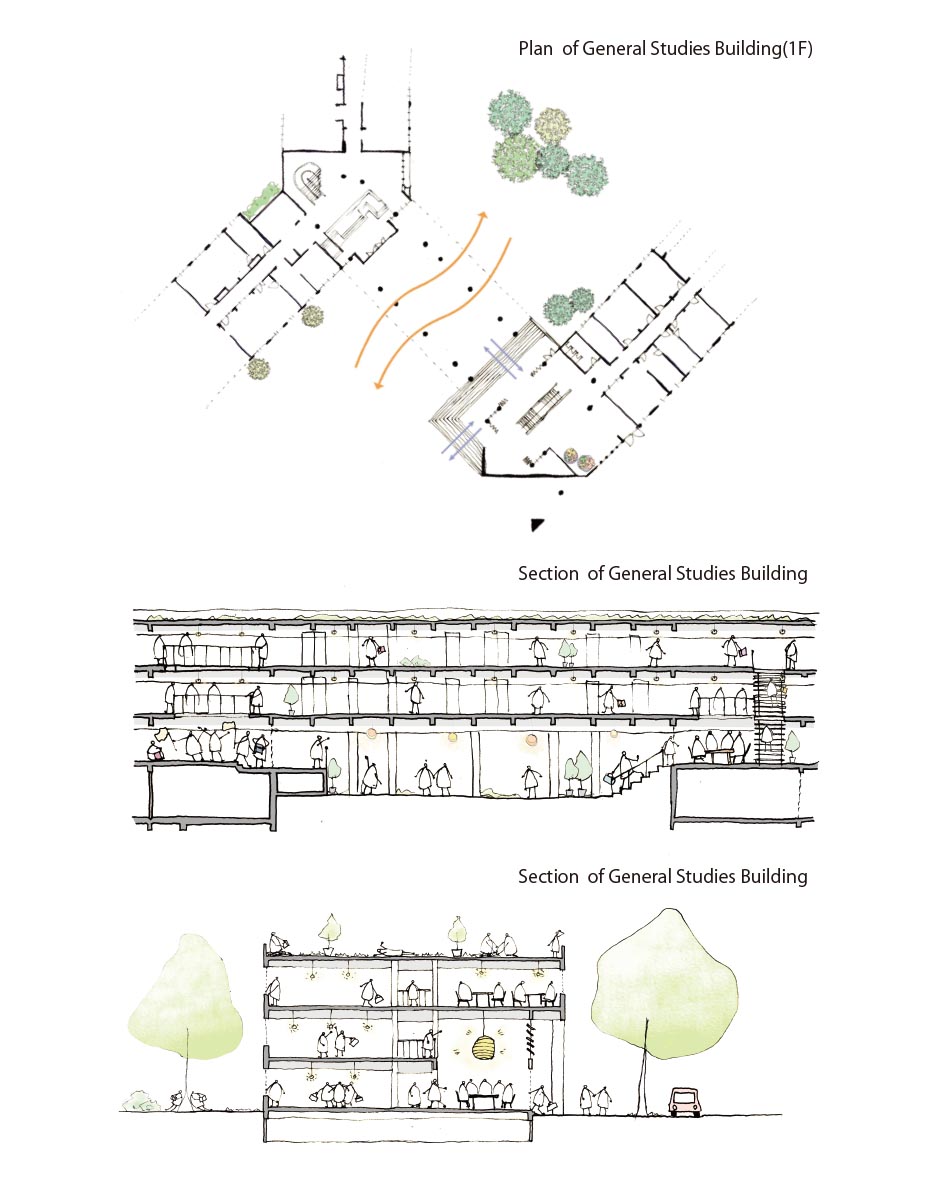 Plan of General Studies Building(1F)
Section of General Studies Building
Section of General Studies Building